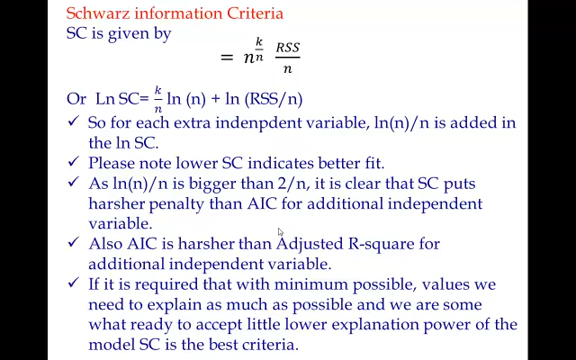 Schwarz information Criteria
SC is given by
= n^(k/n) RSS/n
Or Ln SC= k/n ln (n) + ln (RSS/n)
✓ So for each extra indenpdent variable, ln(n)/n is added in
the ln SC.
✓ Please note lower SC indicates better fit.
✓ As ln(n)/n is bigger than 2/n, it is clear that SC puts
harsher penalty than AIC for additional independent
variable.
✓ Also AIC is harsher than Adjusted R-square for
additional independent variable.
✓ If it is required that with minimum possible, values we
need to explain as much as possible and we are some
what ready to accept little lower explanation power of the
model SC is the best criteria.